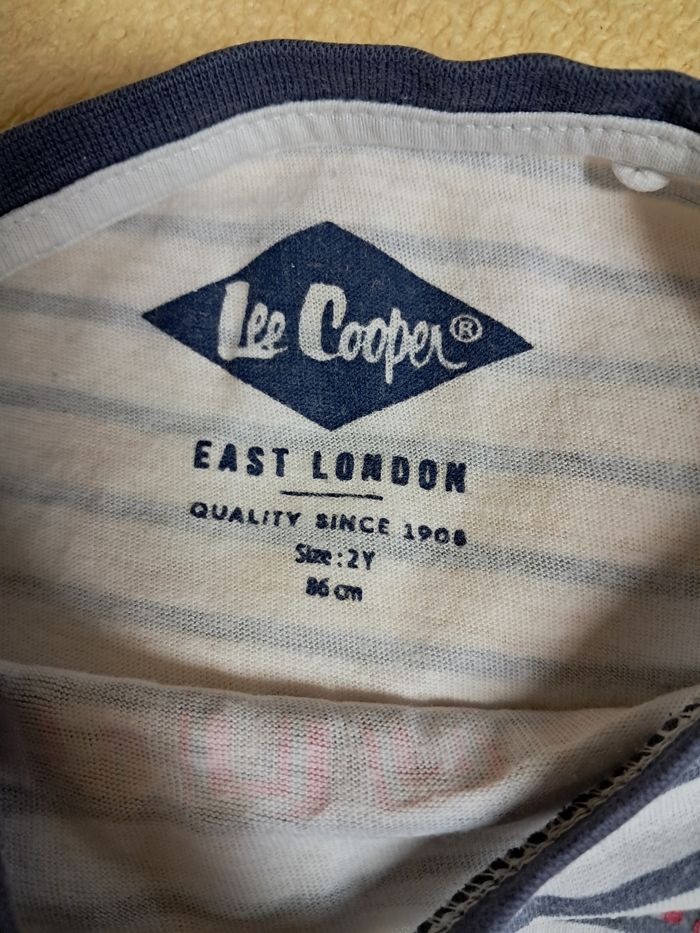 Lee Cooper®
EAST LONDON
QUALITY SINCE 1908
Size : 2Y
86 cm